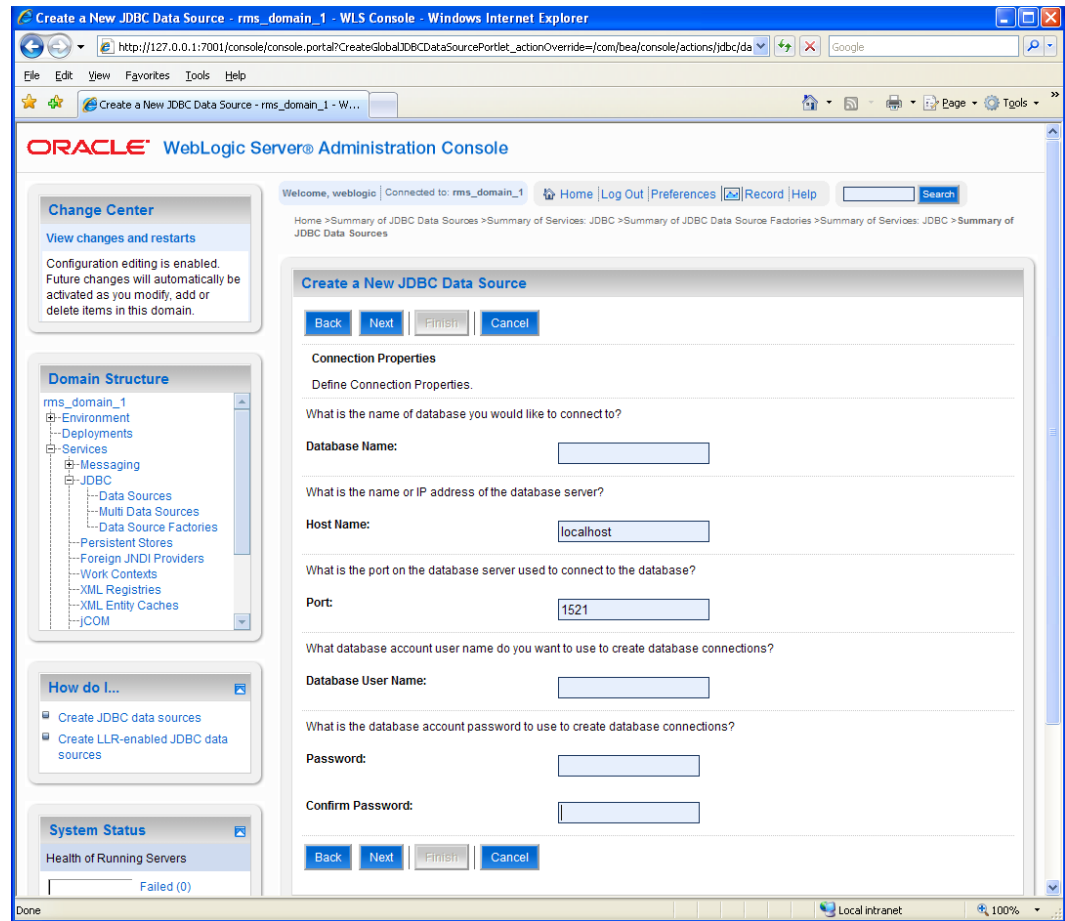 Create a New JDBC Data Source - rms_domain_1 - WLS Console - Windows Internet Explorer
http://127.0.0.1:7001/console/console.portal?CreateGlobalJDBCDataSourcePortlet_actionOverride=/com/bea/console/actions/jdbc/da
Google
File Edit View Favorites Tools Help
Create a New JDBC Data Source - rms_domain_1 - W...
Page Tools »
ORACLE WebLogic Server® Administration Console
Change Center
View changes and restarts
Configuration editing is enabled.
Future changes will automatically be
activated as you modify, add or
delete items in this domain.
Domain Structure
rms_domain_1
Environment
Deployments
Services
Messaging
JDBC
Data Sources
Multi Data Sources
Data Source Factories
Persistent Stores
Foreign JNDI Providers
Work Contexts
XML Registries
XML Entity Caches
jCOM
How do I...
Create JDBC data sources
Create LLR-enabled JDBC data
sources
System Status
Health of Running Servers
Failed (0)
Welcome, weblogic Connected to: rms_domain_1 Home Log Out Preferences Record Help Search
Home >Summary of JDBC Data Sources >Summary of Services: JDBC >Summary of JDBC Data Source Factories >Summary of Services: JDBC >Summary of
JDBC Data Sources
Create a New JDBC Data Source
Back Next Finish Cancel
Connection Properties
Define Connection Properties.
What is the name of database you would like to connect to?
Database Name:
What is the name or IP address of the database server?
Host Name: localhost
What is the port on the database server used to connect to the database?
Port: 1521
What database account user name do you want to use to create database connections?
Database User Name:
What is the database account password to use to create database connections?
Password:
Confirm Password:
Back Next Finish Cancel
Done Local intranet 100%